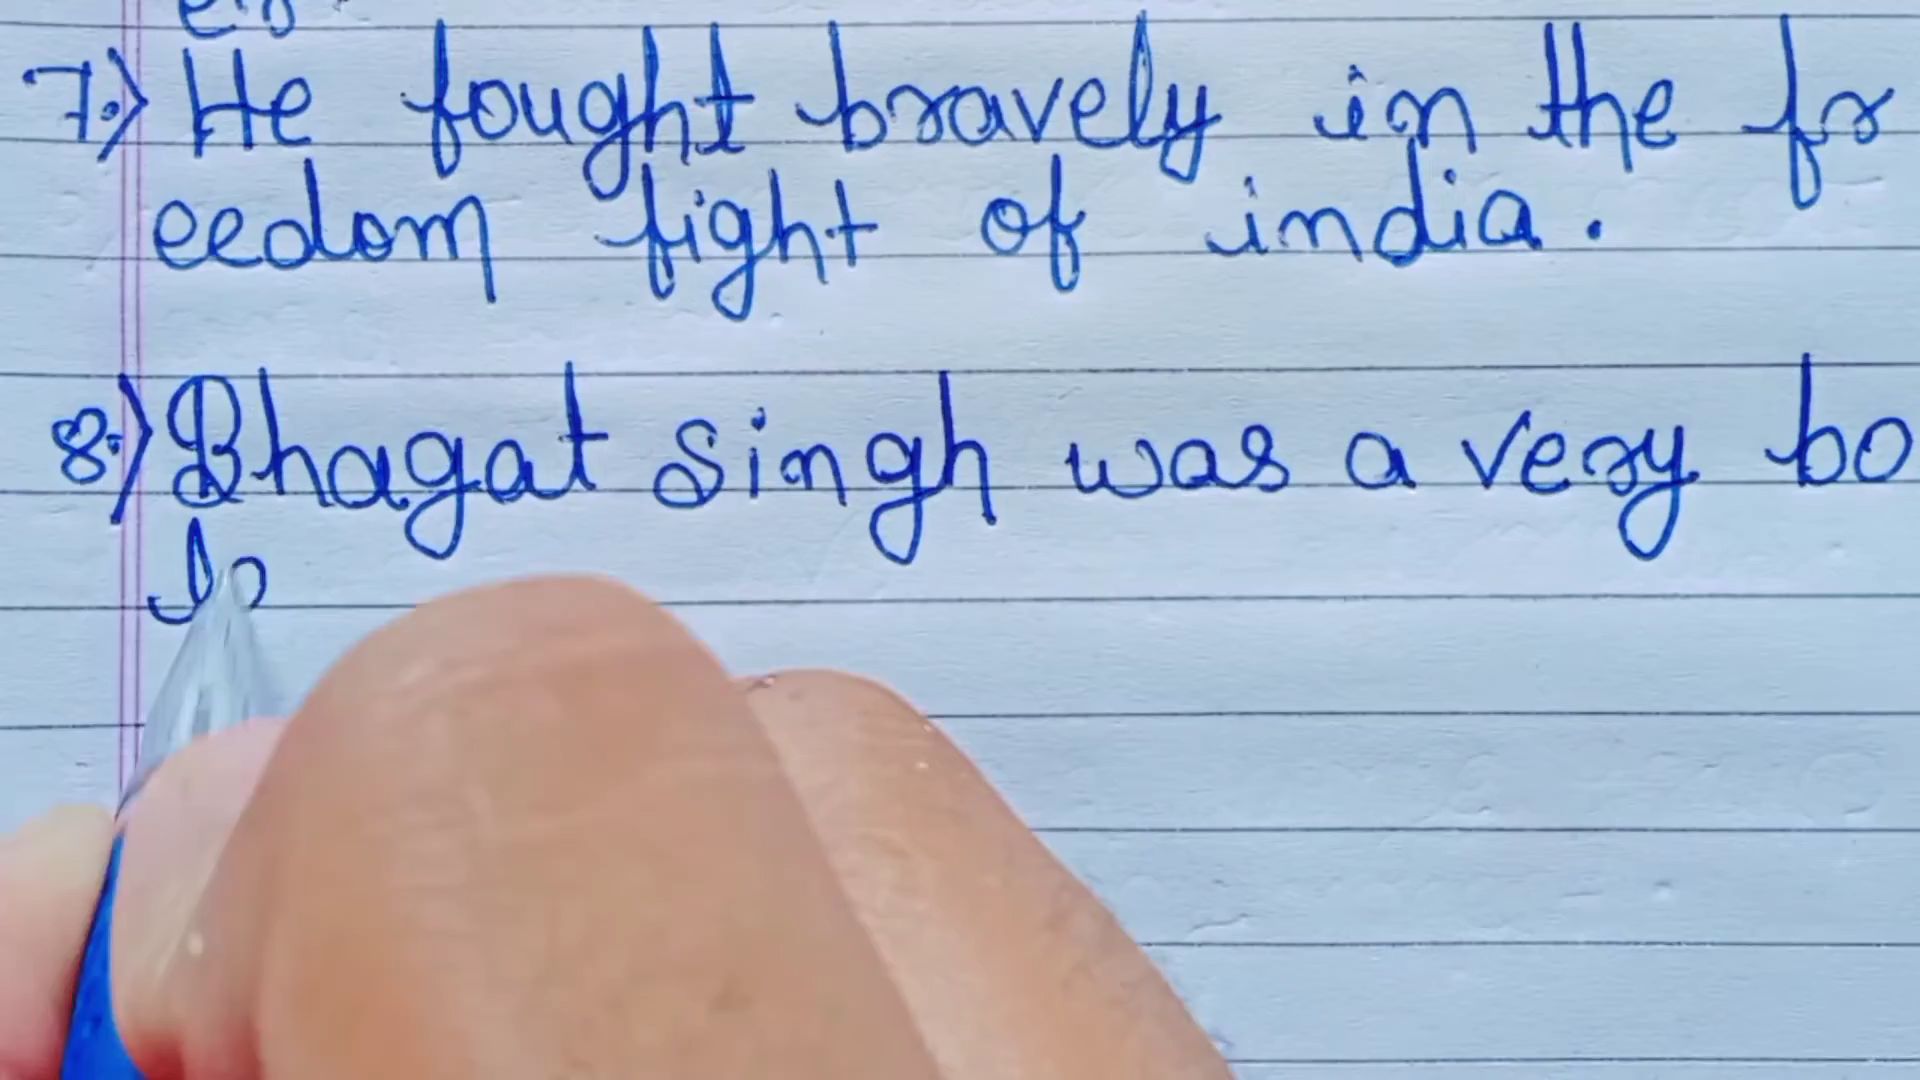 7.) He fought bravely in the fr
eedom fight of india.
8.) Bhagat singh was a very bo